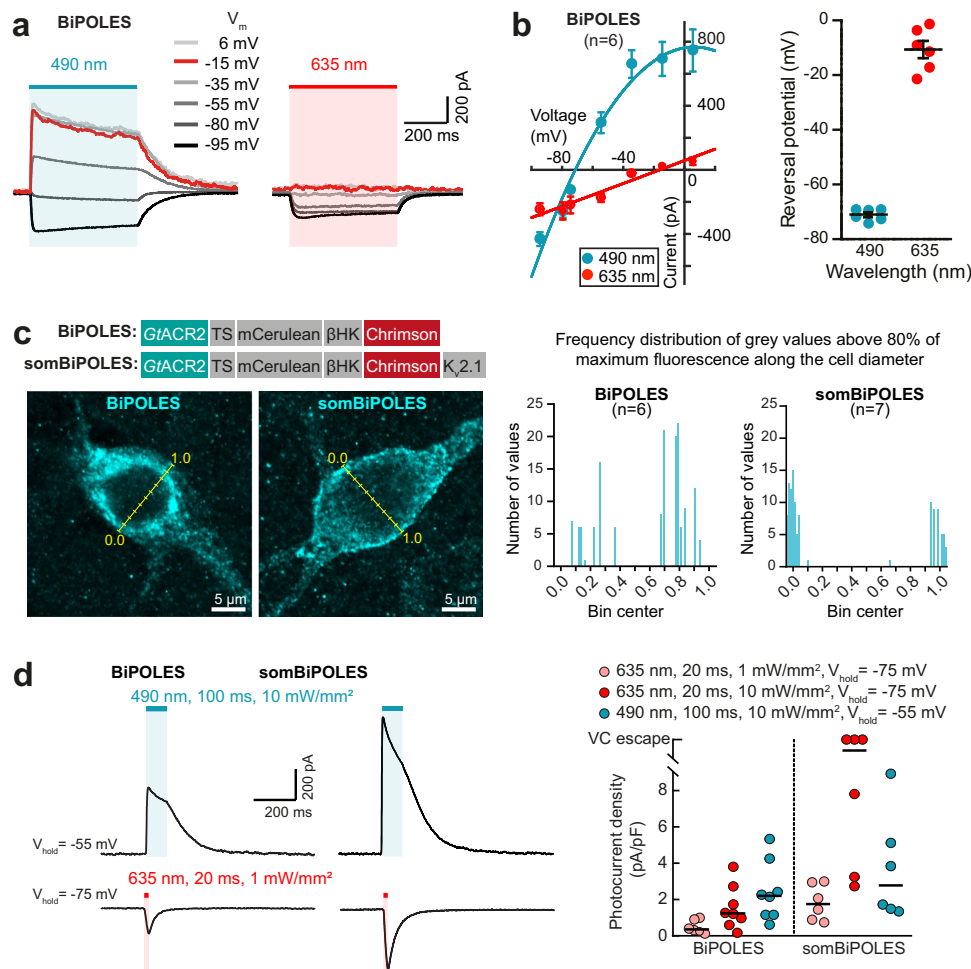 a
BiPOLES
V_m
6 mV
-15 mV
-35 mV
-55 mV
-80 mV
-95 mV
490 nm
635 nm
200 pA
200 ms
b
BiPOLES
(n=6)
Voltage
(mV)
-80
-40
0
800
400
-400
Current (pA)
490 nm
635 nm
Reversal potential (mV)
0
-20
-40
-60
-80
490
635
Wavelength (nm)
c
BiPOLES: GtACR2 TS mCerulean βHK Chrimson
somBiPOLES: GtACR2 TS mCerulean βHK Chrimson Kv2.1
BiPOLES
1.0
0.0
5 µm
somBiPOLES
0.0
1.0
5 µm
Frequency distribution of grey values above 80% of
maximum fluorescence along the cell diameter
BiPOLES
(n=6)
Number of values
25
20
15
10
5
0
0.0 0.2 0.4 0.6 0.8 1.0
Bin center
somBiPOLES
(n=7)
Number of values
25
20
15
10
5
0
0.0 0.2 0.4 0.6 0.8 1.0
Bin center
d
BiPOLES
somBiPOLES
490 nm, 100 ms, 10 mW/mm²
200 pA
200 ms
V_hold= -55 mV
V_hold= -75 mV
635 nm, 20 ms, 1 mW/mm²
635 nm, 20 ms, 1 mW/mm², V_hold= -75 mV
635 nm, 20 ms, 10 mW/mm², V_hold= -75 mV
490 nm, 100 ms, 10 mW/mm², V_hold= -55 mV
VC escape
10
8
6
4
2
0
Photocurrent density
(pA/pF)
BiPOLES
somBiPOLES